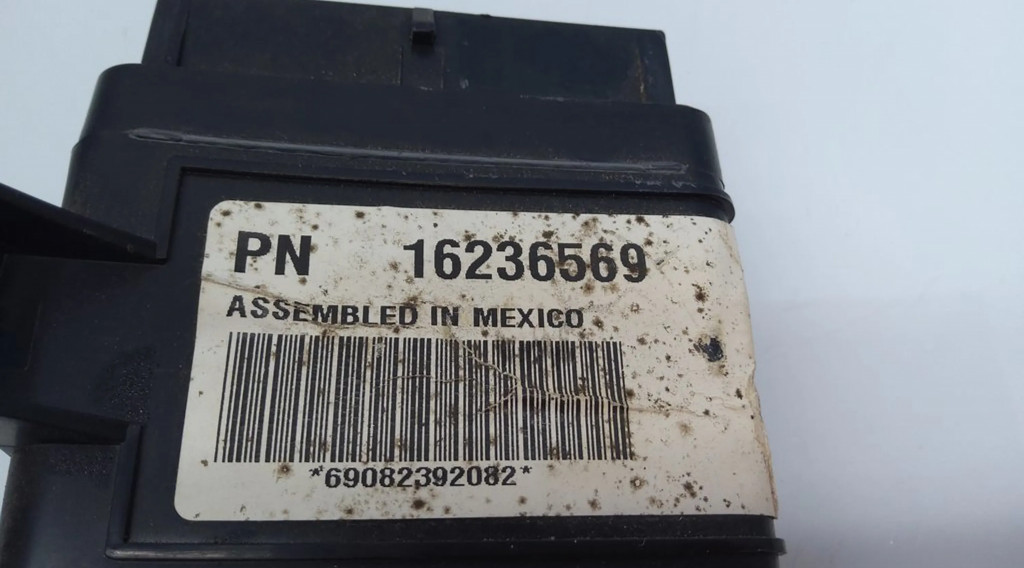 PN 16236569
ASSEMBLED IN MEXICO
*69082392082*